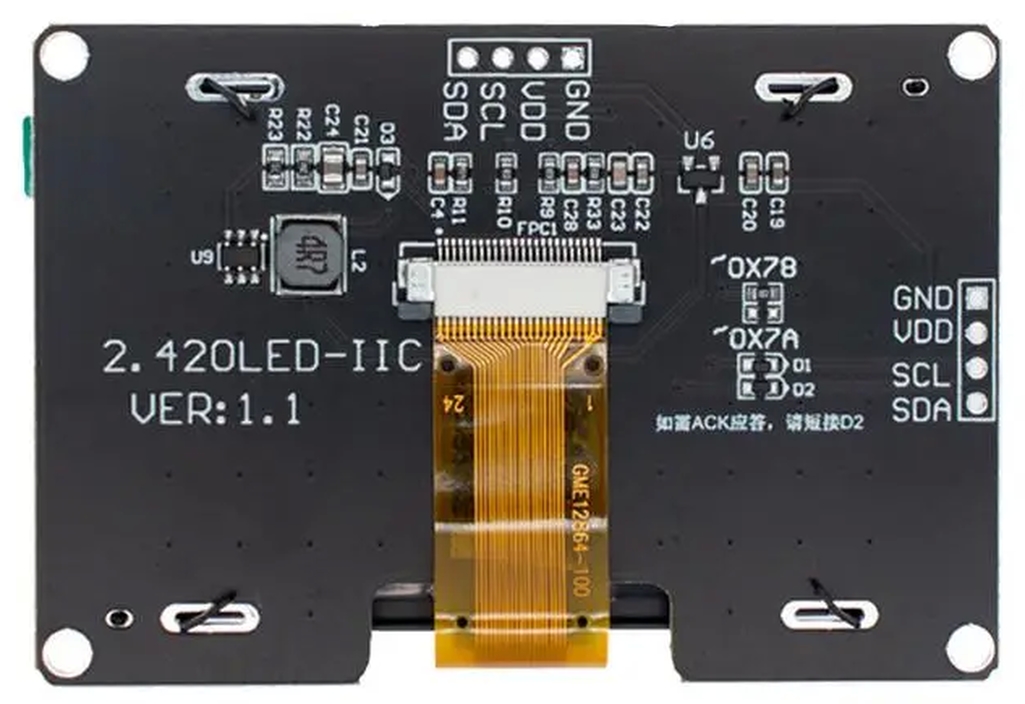 SDA
SCL
VDD
GND
R23
R22
C24
C21
D3
U6
C4
R11
R10
R9
C28
R33
C23
C22
C20
C19
FPC1
U9
4R7
L2
~0X78
GND
VDD
SCL
SDA
~0X7A
D1
D2
2.42OLED-IIC
VER:1.1
24
1
如需ACK应答，请短接D2
GME12864-100